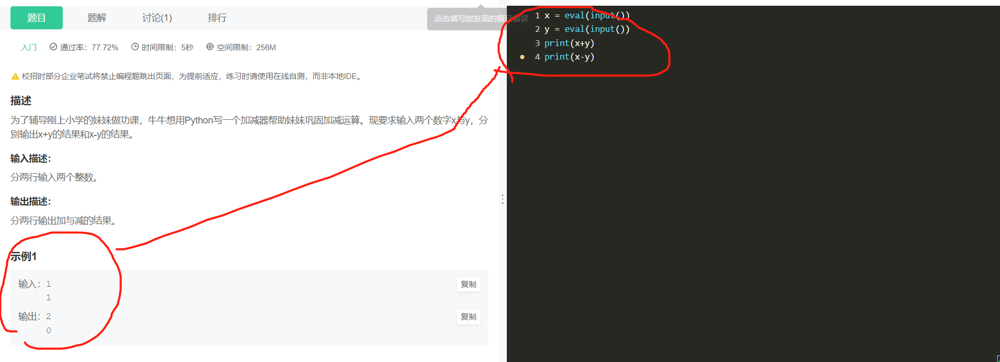 题目 题解 讨论(1) 排行
点击填写您发现的题目错误
入门 通过率：77.72% 时间限制：5秒 空间限制：256M
校招时部分企业笔试将禁止编程题跳出页面，为提前适应，练习时请使用在线自测，而非本地IDE。
描述
为了辅导刚上小学的妹妹做功课，牛牛想用Python写一个加减器帮助妹妹巩固加减运算。现要求输入两个数字x与y，分
别输出x+y的结果和x-y的结果。
输入描述：
分两行输入两个整数。
输出描述：
分两行输出加与减的结果。
示例1
输入：1 复制
1
输出：2 复制
0
1 x = eval(input())
2 y = eval(input())
3 print(x+y)
4 print(x-y)